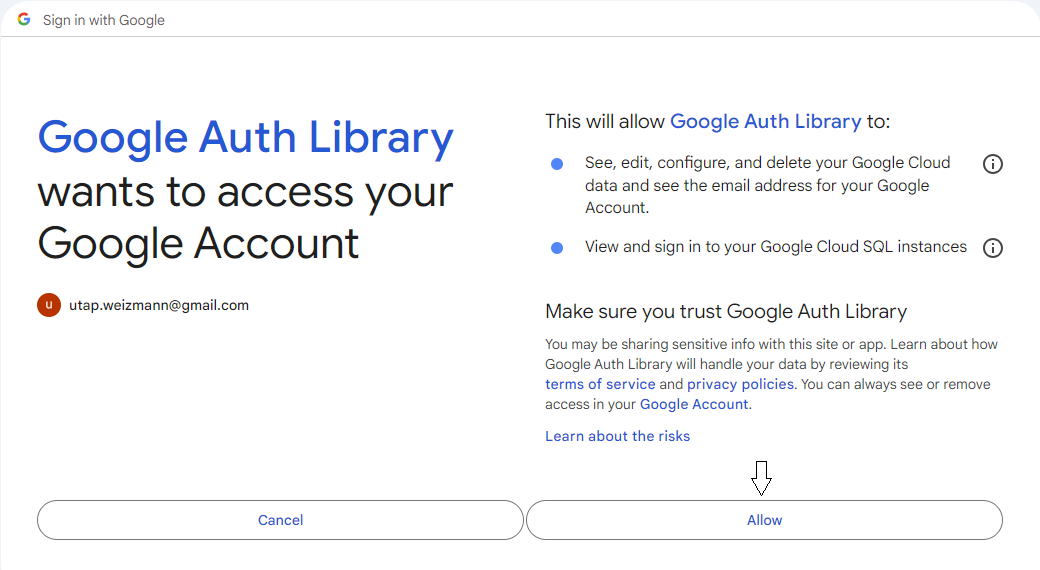 Sign in with Google
Google Auth Library
wants to access your
Google Account
u
utap.weizmann@gmail.com
This will allow Google Auth Library to:
See, edit, configure, and delete your Google Cloud
data and see the email address for your Google
Account.
View and sign in to your Google Cloud SQL instances
Make sure you trust Google Auth Library
You may be sharing sensitive info with this site or app. Learn about how
Google Auth Library will handle your data by reviewing its
terms of service and privacy policies. You can always see or remove
access in your Google Account.
Learn about the risks
Cancel
Allow